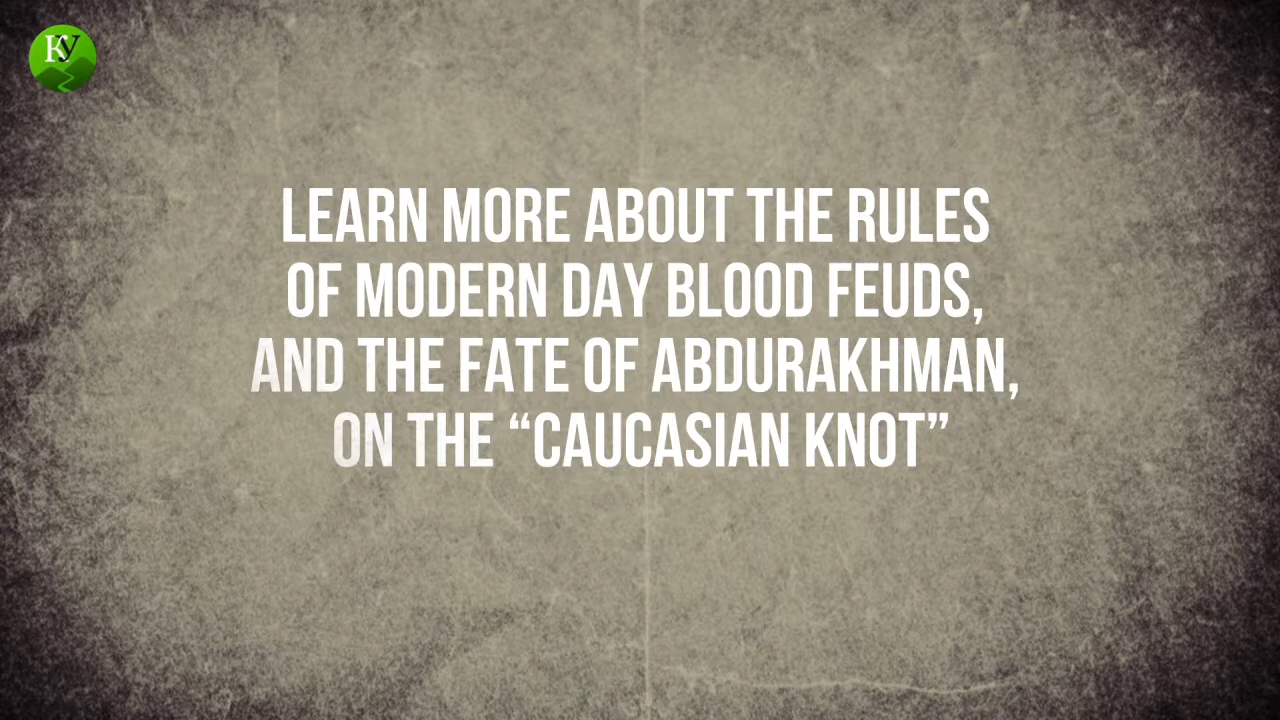 КУ
LEARN MORE ABOUT THE RULES
OF MODERN DAY BLOOD FEUDS,
AND THE FATE OF ABDURAKHMAN,
ON THE “CAUCASIAN KNOT”